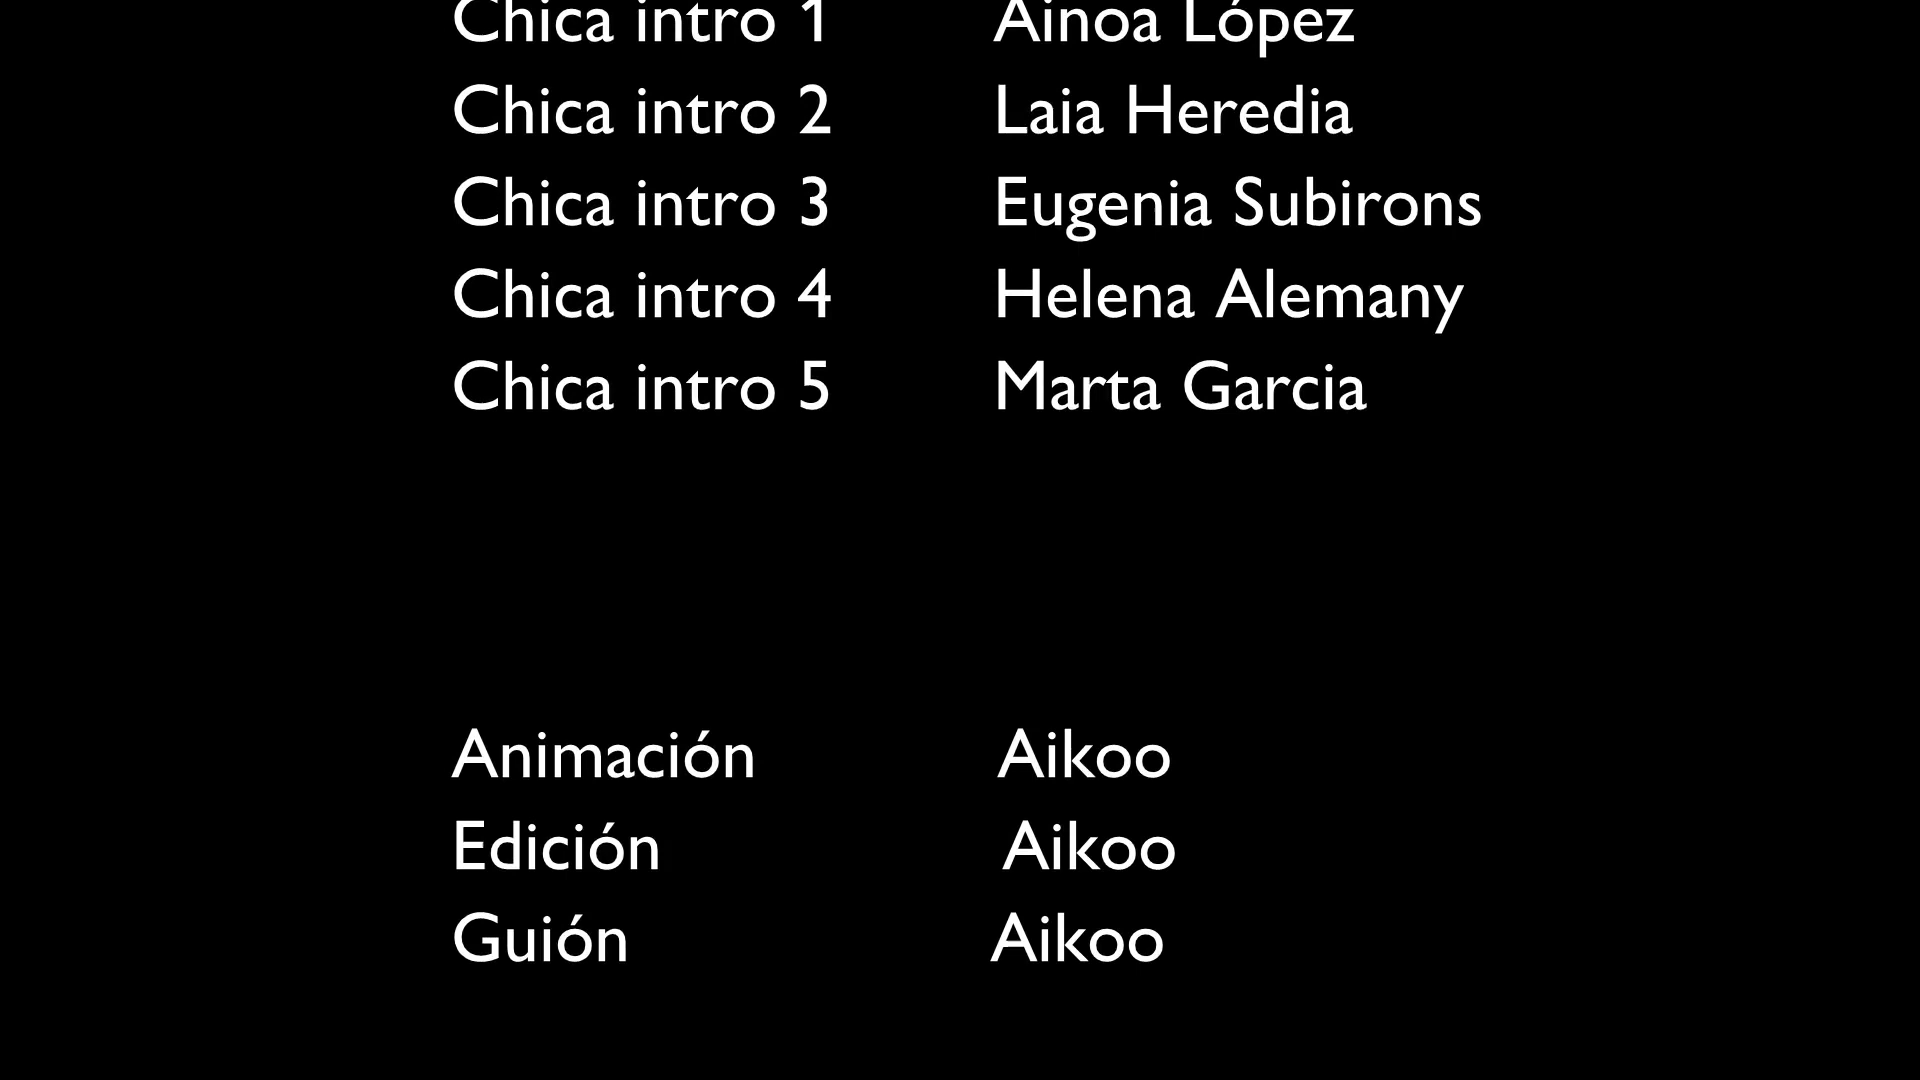 Chica intro 1 Ainoa López
Chica intro 2 Laia Heredia
Chica intro 3 Eugenia Subirons
Chica intro 4 Helena Alemany
Chica intro 5 Marta Garcia
Animación Aikoo
Edición Aikoo
Guión Aikoo